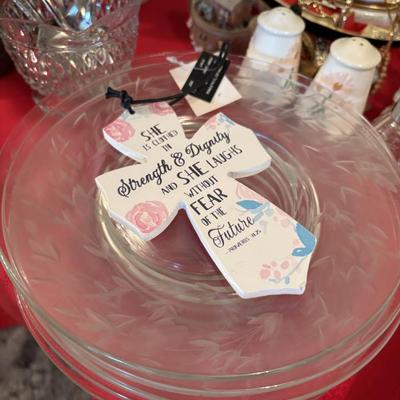 SHE
IS CLOTHED
IN
Strength & Dignity
AND SHE LAUGHS
WITHOUT
FEAR
OF THE
Future